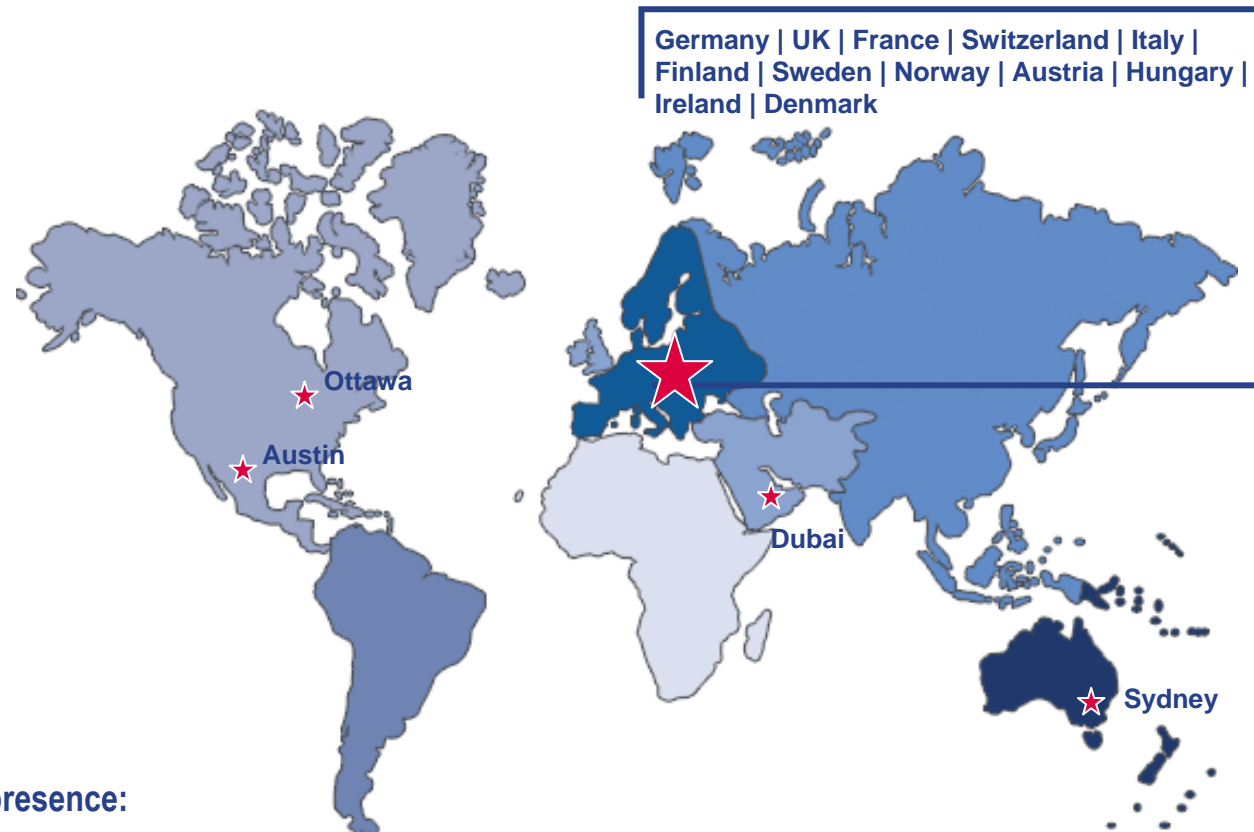 Germany | UK | France | Switzerland | Italy |
Finland | Sweden | Norway | Austria | Hungary |
Ireland | Denmark
Ottawa
Austin
Dubai
Sydney
presence: